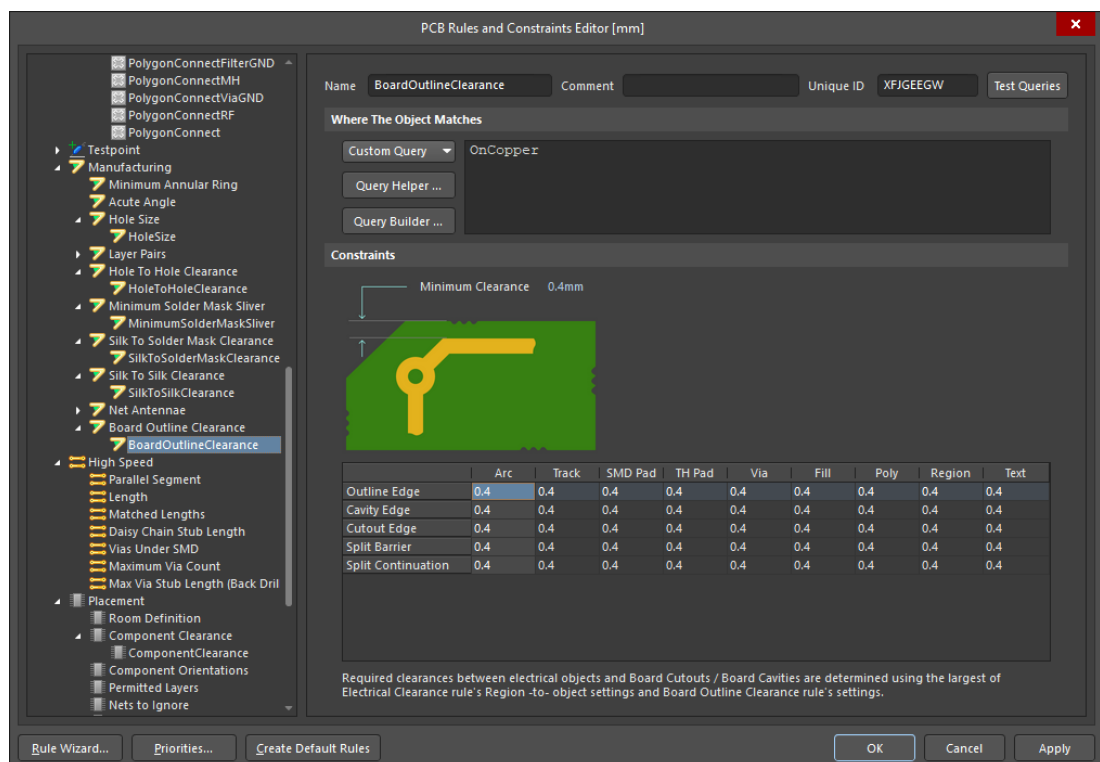 PCB Rules and Constraints Editor [mm]
PolygonConnectFilterGND
PolygonConnectMH
PolygonConnectViaGND
PolygonConnectRF
PolygonConnect
Testpoint
Manufacturing
Minimum Annular Ring
Acute Angle
Hole Size
HoleSize
Layer Pairs
Hole To Hole Clearance
HoleToHoleClearance
Minimum Solder Mask Sliver
MinimumSolderMaskSliver
Silk To Solder Mask Clearance
SilkToSolderMaskClearance
Silk To Silk Clearance
SilkToSilkClearance
Net Antennae
Board Outline Clearance
BoardOutlineClearance
High Speed
Parallel Segment
Length
Matched Lengths
Daisy Chain Stub Length
Vias Under SMD
Maximum Via Count
Max Via Stub Length (Back Dril
Placement
Room Definition
Component Clearance
ComponentClearance
Component Orientations
Permitted Layers
Nets to Ignore
Name BoardOutlineClearance Comment Unique ID XFJGEEGW Test Queries
Where The Object Matches
Custom Query OnCopper
Query Helper ...
Query Builder ...
Constraints
Minimum Clearance 0.4mm
Arc Track SMD Pad TH Pad Via Fill Poly Region Text
Outline Edge 0.4 0.4 0.4 0.4 0.4 0.4 0.4 0.4 0.4
Cavity Edge 0.4 0.4 0.4 0.4 0.4 0.4 0.4 0.4 0.4
Cutout Edge 0.4 0.4 0.4 0.4 0.4 0.4 0.4 0.4 0.4
Split Barrier 0.4 0.4 0.4 0.4 0.4 0.4 0.4 0.4 0.4
Split Continuation 0.4 0.4 0.4 0.4 0.4 0.4 0.4 0.4 0.4
Required clearances between electrical objects and Board Cutouts / Board Cavities are determined using the largest of
Electrical Clearance rule's Region -to- object settings and Board Outline Clearance rule's settings.
Rule Wizard... Priorities... Create Default Rules OK Cancel Apply